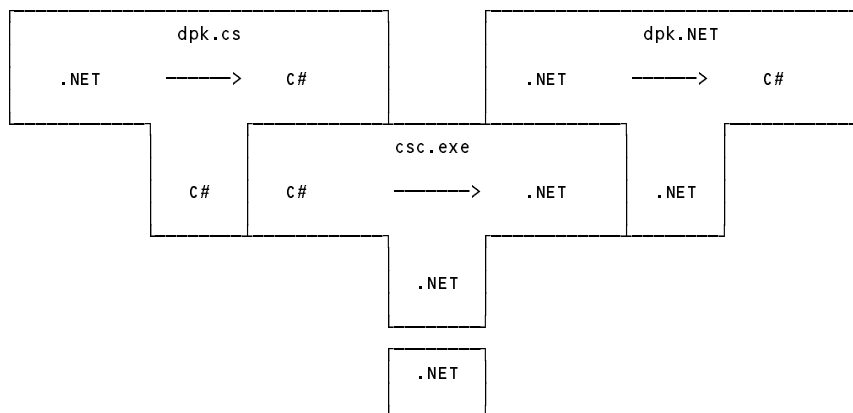 dpk.cs dpk.NET
.NET ------> C# .NET ------> C#
csc.exe
C# C# -------> .NET .NET
.NET
.NET